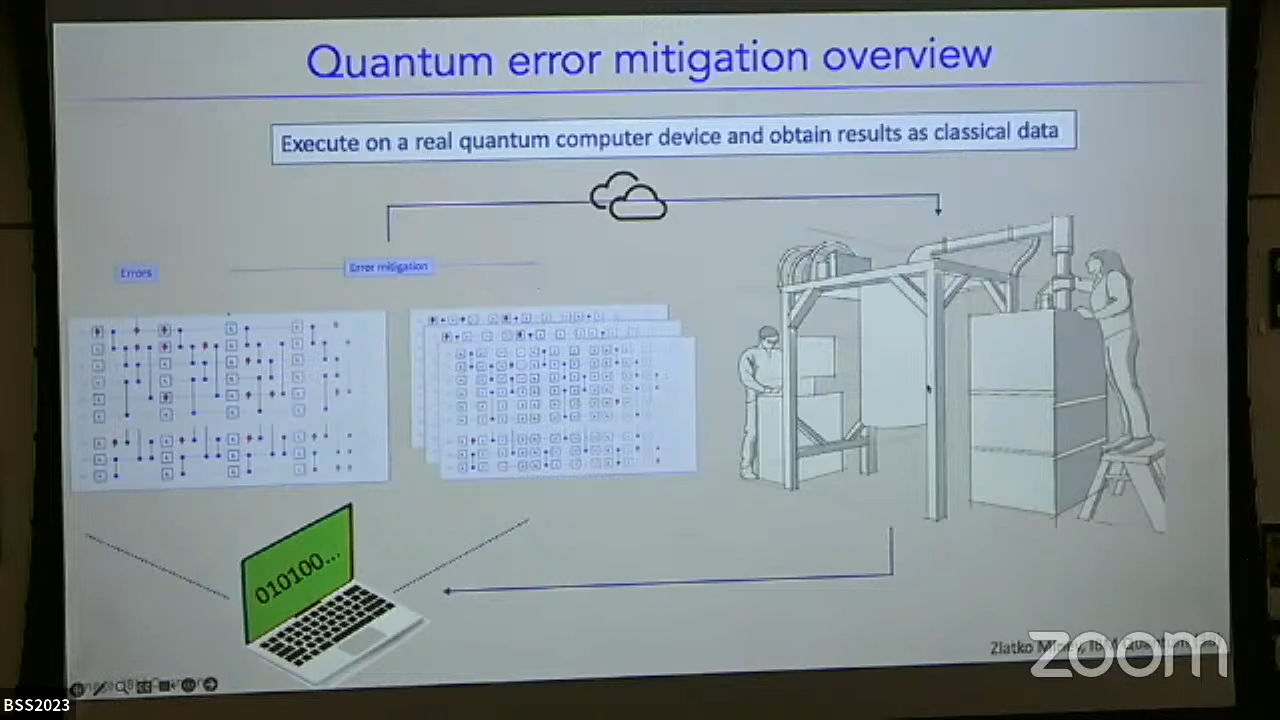 Quantum error mitigation overview
Execute on a real quantum computer device and obtain results as classical data
Errors
Error mitigation
010100...
Zlatko
zoom
BSS2023